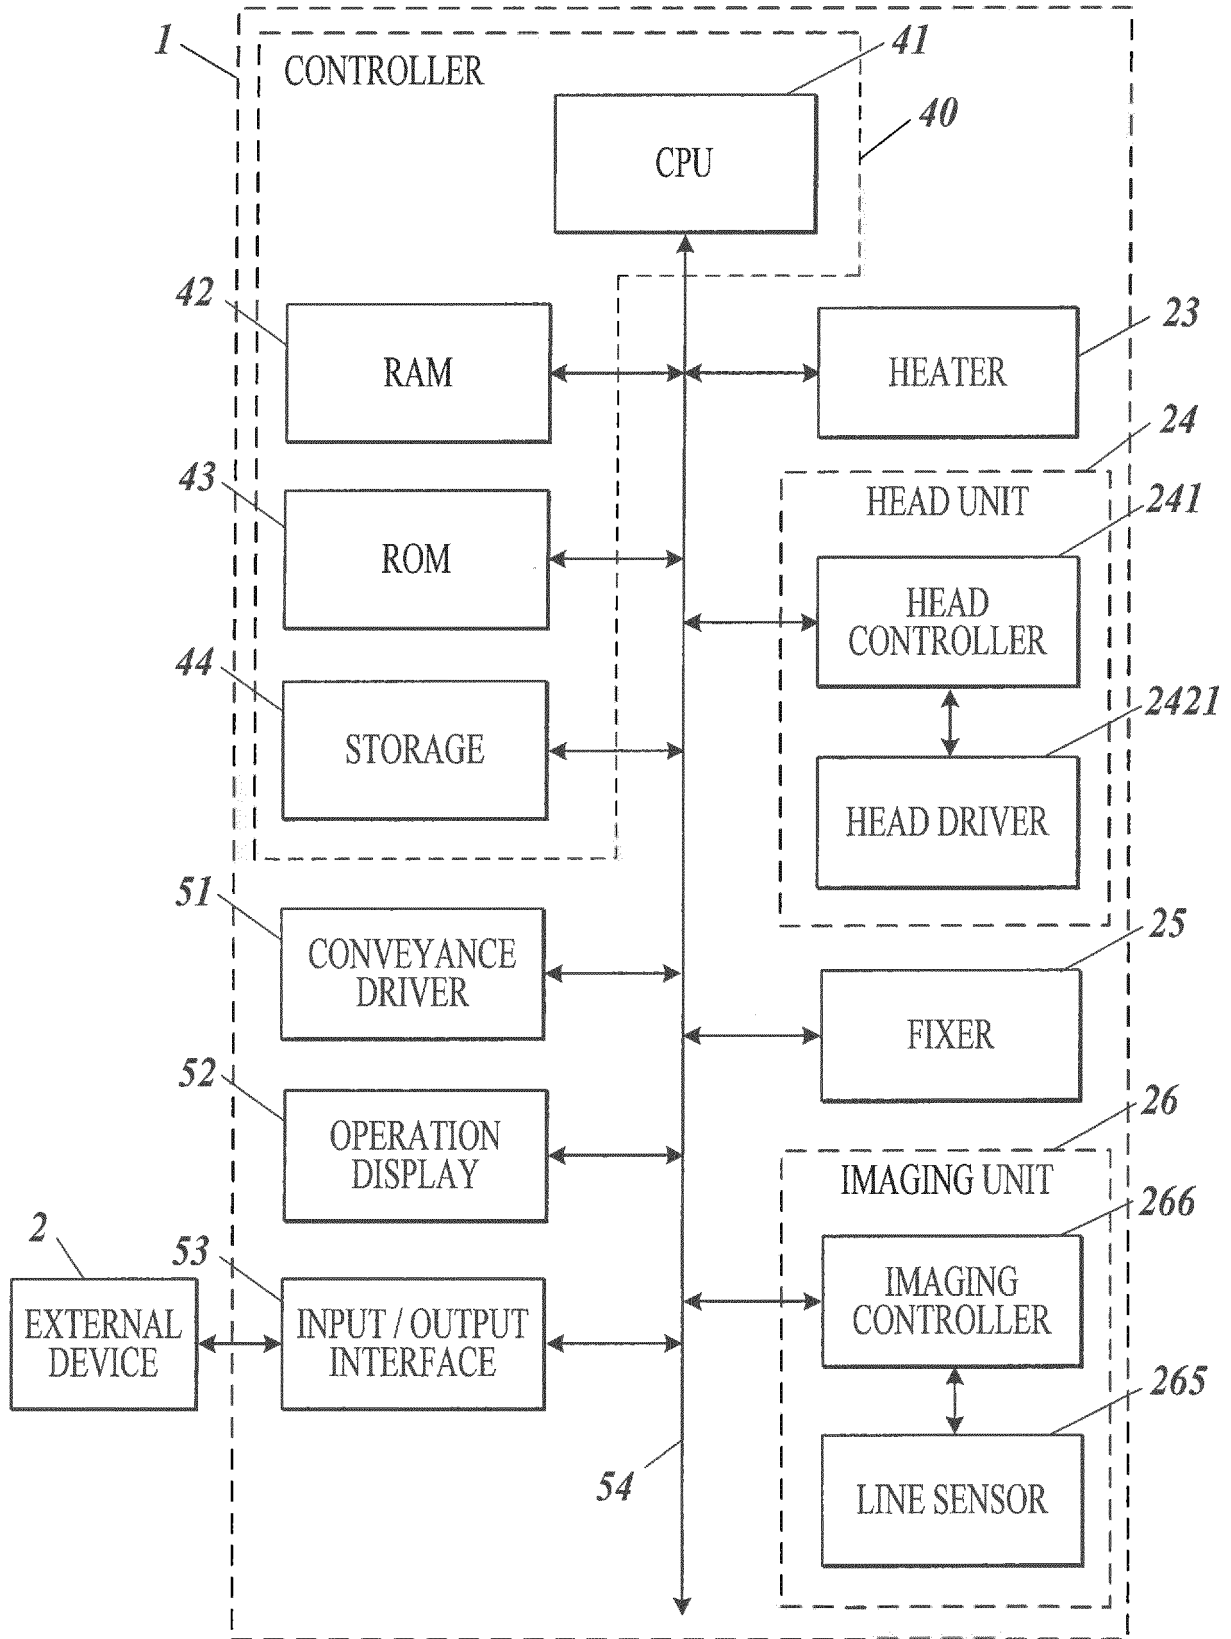 1
CONTROLLER
41
40
CPU
42
RAM
23
HEATER
24
43
ROM
HEAD UNIT
241
HEAD
CONTROLLER
44
STORAGE
2421
HEAD DRIVER
51
CONVEYANCE
DRIVER
25
FIXER
52
OPERATION
DISPLAY
26
IMAGING UNIT
266
IMAGING
CONTROLLER
2
EXTERNAL
DEVICE
53
INPUT / OUTPUT
INTERFACE
265
LINE SENSOR
54